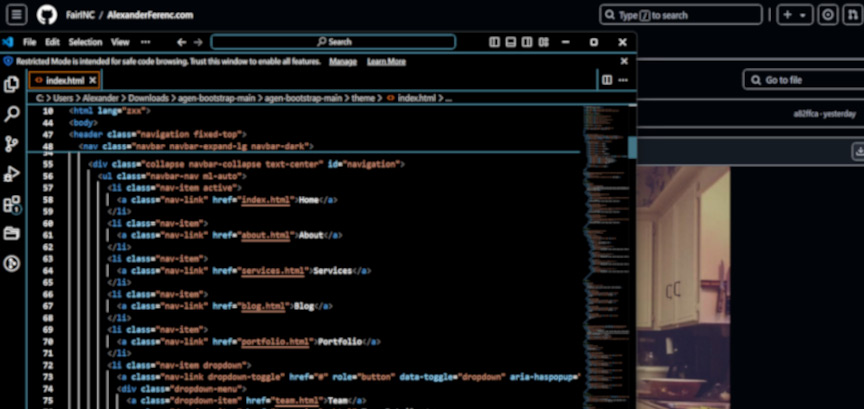 FairINC / AlexanderFerenc.com
Type / to search
File Edit Selection View ··· Search
Restricted Mode is intended for safe code browsing. Trust this window to enable all features. Manage Learn More
index.html
Go to file
C: > Users > Alexander > Downloads > agen-bootstrap-main > agen-bootstrap-main > theme > index.html > ...
a82ffca · yesterday
10 <html lang="zxx">
44 <body>
47 <header class="navigation fixed-top">
48 <nav class="navbar navbar-expand-lg navbar-dark">
55 <div class="collapse navbar-collapse text-center" id="navigation">
56 <ul class="navbar-nav ml-auto">
57 <li class="nav-item active">
58 <a class="nav-link" href="index.html">Home</a>
59 </li>
60 <li class="nav-item">
61 <a class="nav-link" href="about.html">About</a>
62 </li>
63 <li class="nav-item">
64 <a class="nav-link" href="services.html">Services</a>
65 </li>
66 <li class="nav-item">
67 <a class="nav-link" href="blog.html">Blog</a>
68 </li>
69 <li class="nav-item">
70 <a class="nav-link" href="portfolio.html">Portfolio</a>
71 </li>
72 <li class="nav-item dropdown">
73 <a class="nav-link dropdown-toggle" href="#" role="button" data-toggle="dropdown" aria-haspopup="
74 <div class="dropdown-menu">
75 <a class="dropdown-item" href="team.html">Team</a>